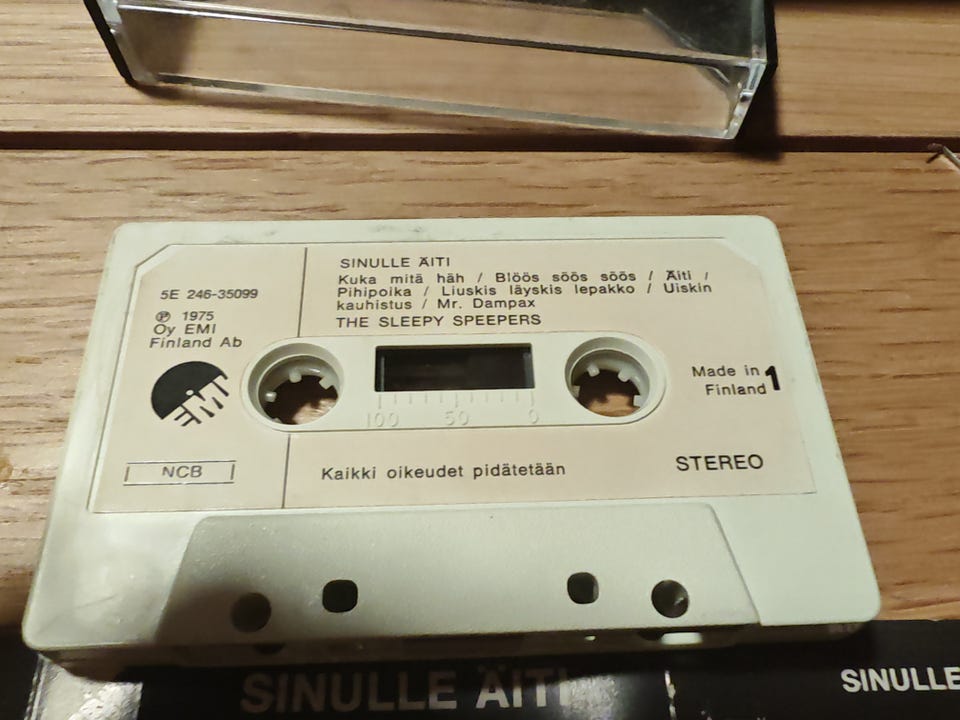 SINULLE ÄITI
Kuka mitä häh / Blöös söös söös / Äiti /
Pihipoika / Liuskis läyskis lepakko / Uiskin
kauhistus / Mr. Dampax
THE SLEEPY SPEEPERS
5E 246-35099
℗ 1975
Oy EMI
Finland Ab
EMI
NCB
100 50 0
Made in
Finland
1
Kaikki oikeudet pidätetään
STEREO
SINULLE ÄITI
SINULLE